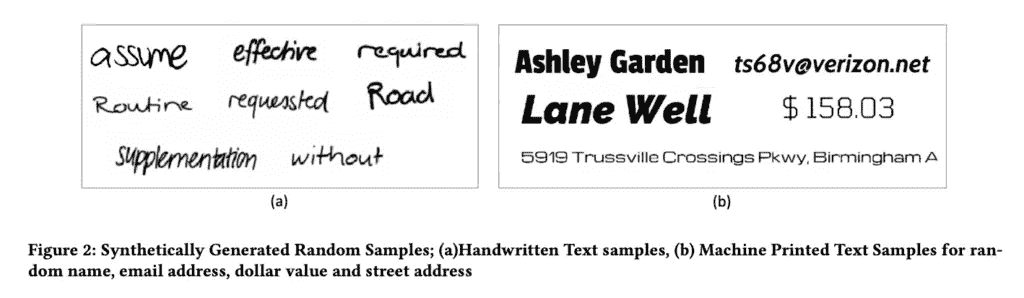 assume effective required
Routine requessted Road
supplementation without
(a)
Ashley Garden ts68v@verizon.net
Lane Well $ 158.03
5919 Trussville Crossings Pkwy, Birmingham A
(b)
Figure 2: Synthetically Generated Random Samples; (a)Handwritten Text samples, (b) Machine Printed Text Samples for ran-
dom name, email address, dollar value and street address